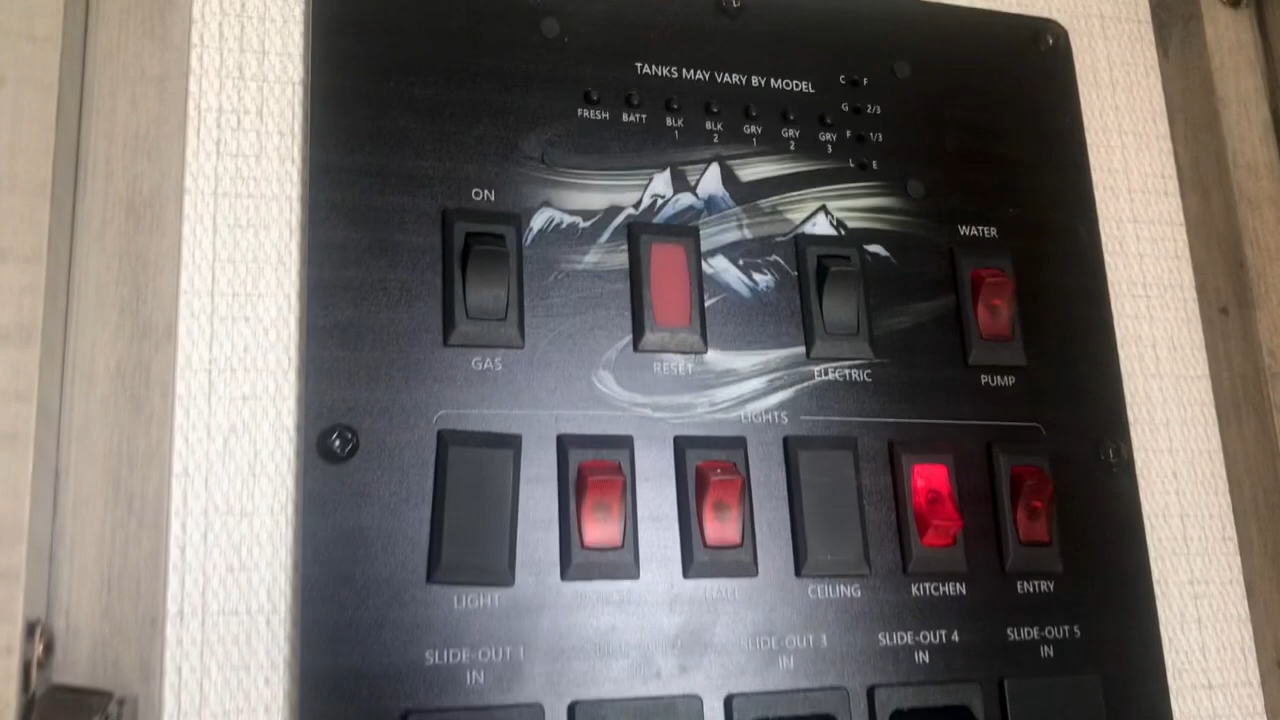 TANKS MAY VARY BY MODEL
C F
G 2/3
F 1/3
L E
FRESH BATT BLK 1 BLK 2 GRY 1 GRY 2 GRY 3
ON
WATER
GAS RESET ELECTRIC PUMP
LIGHTS
LIGHT HALL CEILING KITCHEN ENTRY
SLIDE-OUT 1 SLIDE-OUT 3 SLIDE-OUT 4 SLIDE-OUT 5
IN IN IN IN